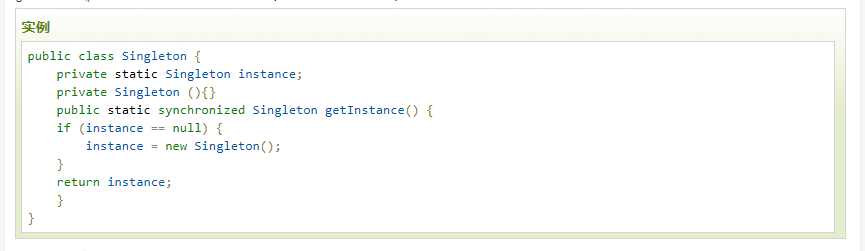 实例
public class Singleton {
    private static Singleton instance;
    private Singleton (){}
    public static synchronized Singleton getInstance() {
    if (instance == null) {
        instance = new Singleton();
    }
    return instance;
    }
}